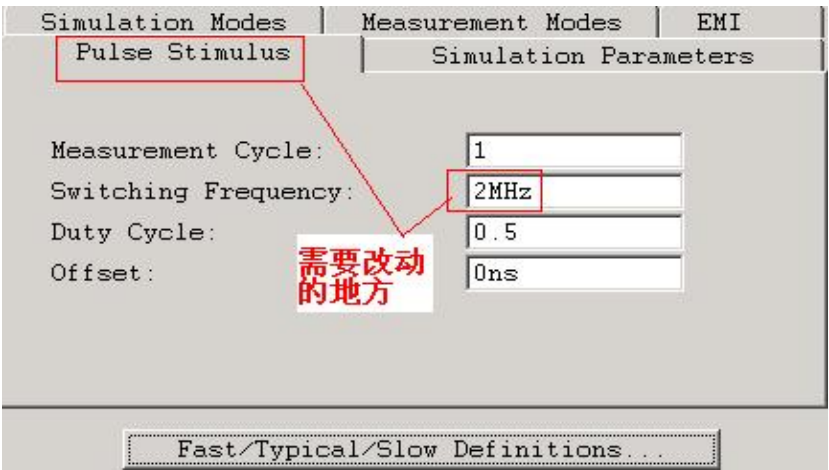 Simulation Modes
Measurement Modes
EMI
Pulse Stimulus
Simulation Parameters
Measurement Cycle:
1
Switching Frequency:
2MHz
Duty Cycle:
0.5
Offset:
0ns
需要改动
的地方
Fast/Typical/Slow Definitions...